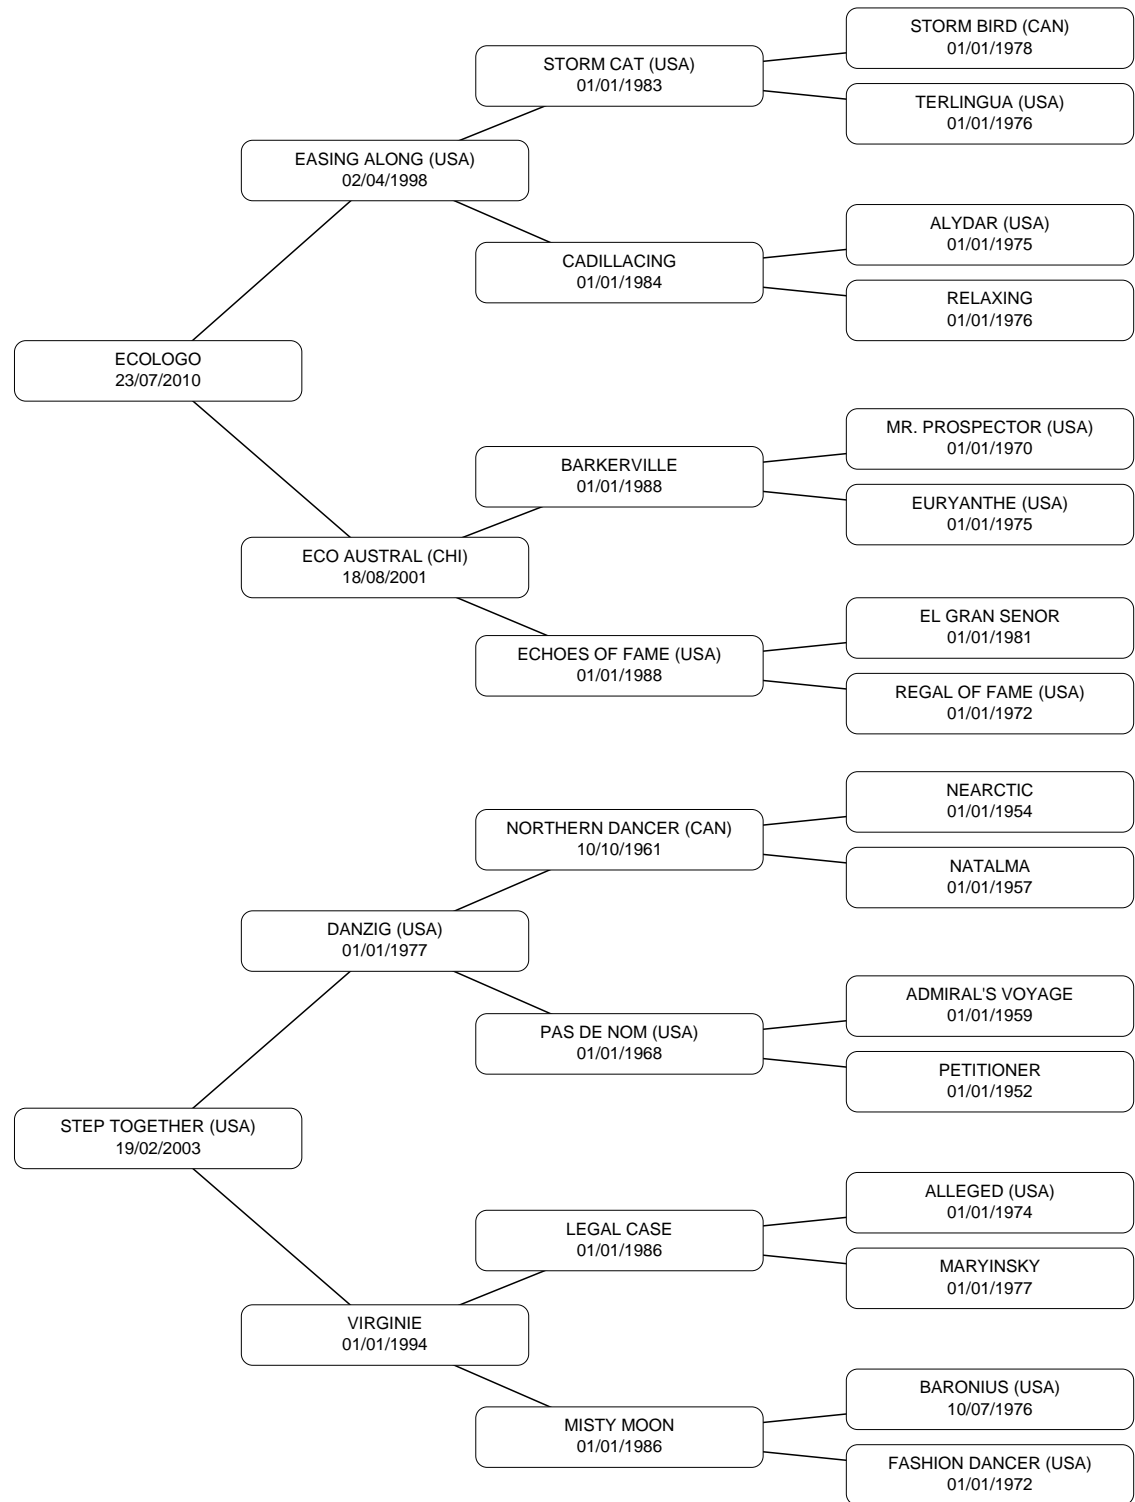 STORM BIRD (CAN)
01/01/1978
STORM CAT (USA)
01/01/1983
TERLINGUA (USA)
01/01/1976
EASING ALONG (USA)
02/04/1998
ALYDAR (USA)
01/01/1975
CADILLACING
01/01/1984
RELAXING
01/01/1976
ECOLOGO
23/07/2010
MR. PROSPECTOR (USA)
01/01/1970
BARKERVILLE
01/01/1988
EURYANTHE (USA)
01/01/1975
ECO AUSTRAL (CHI)
18/08/2001
EL GRAN SENOR
01/01/1981
ECHOES OF FAME (USA)
01/01/1988
REGAL OF FAME (USA)
01/01/1972
NEARCTIC
01/01/1954
NORTHERN DANCER (CAN)
10/10/1961
NATALMA
01/01/1957
DANZIG (USA)
01/01/1977
ADMIRAL'S VOYAGE
01/01/1959
PAS DE NOM (USA)
01/01/1968
PETITIONER
01/01/1952
STEP TOGETHER (USA)
19/02/2003
ALLEGED (USA)
01/01/1974
LEGAL CASE
01/01/1986
MARYINSKY
01/01/1977
VIRGINIE
01/01/1994
BARONIUS (USA)
10/07/1976
MISTY MOON
01/01/1986
FASHION DANCER (USA)
01/01/1972